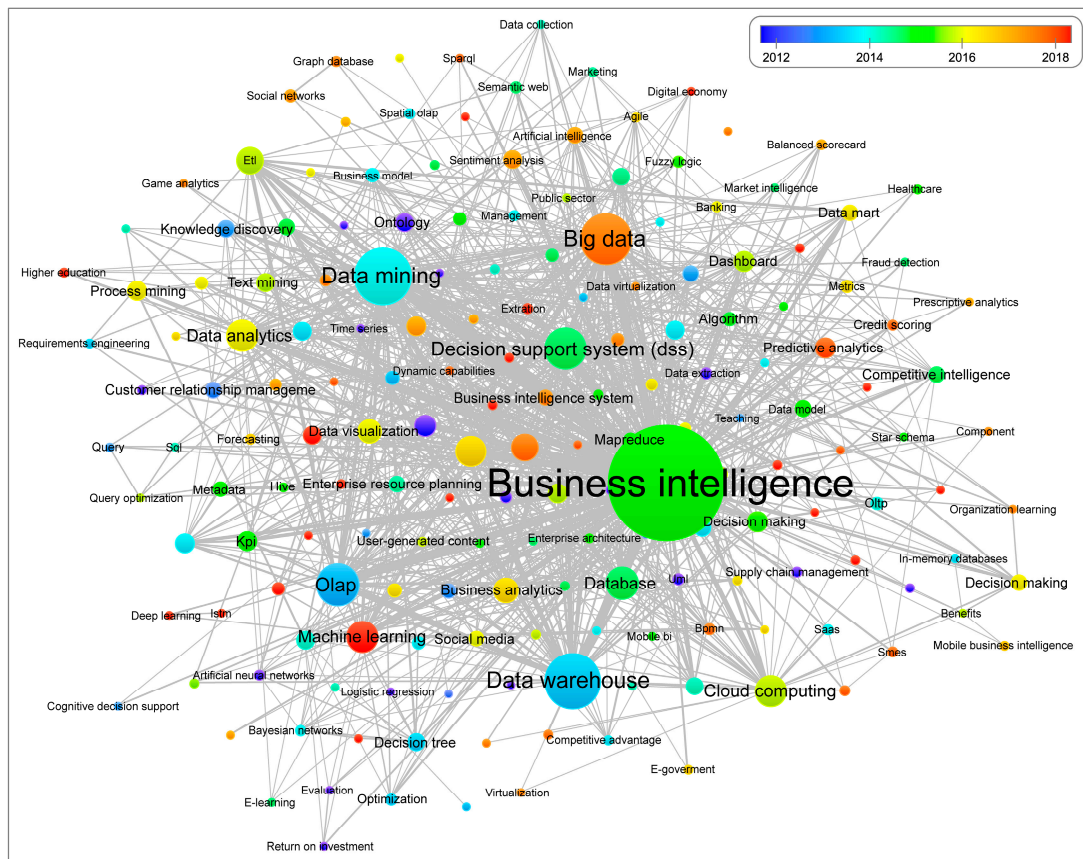 Data collection
2012 2014 2016 2018
Graph database
Sparql
Marketing
Semantic web
Digital economy
Social networks
Spatial olap
Agile
Artificial intelligence
Balanced scorecard
Etl
Sentiment analysis
Fuzzy logic
Business model
Game analytics
Market intelligence
Healthcare
Public sector
Banking
Data mart
Management
Ontology
Knowledge discovery
Big data
Dashboard
Fraud detection
Higher education
Data mining
Text mining
Data virtualization
Metrics
Process mining
Prescriptive analytics
Extration
Algorithm
Credit scoring
Time series
Data analytics
Requirements engineering
Decision support system (dss)
Predictive analytics
Dynamic capabilities
Data extraction
Competitive intelligence
Customer relationship manageme
Business intelligence system
Data model
Teaching
Data visualization
Component
Forecasting
Mapreduce
Star schema
Query
Sql
Enterprise resource planning
Business intelligence
Hive
Metadata
Query optimization
Oltp
Organization learning
Decision making
Kpi
User-generated content
Enterprise architecture
In-memory databases
Supply chain management
Uml
Decision making
Olap
Database
Business analytics
Deep learning
lstm
Benefits
Machine learning
Social media
Mobile bi
Bpmn
Saas
Mobile business intelligence
Smes
Artificial neural networks
Data warehouse
Logistic regression
Cloud computing
Cognitive decision support
Bayesian networks
Decision tree
Competitive advantage
E-goverment
Evaluation
Virtualization
E-learning
Optimization
Return on investment